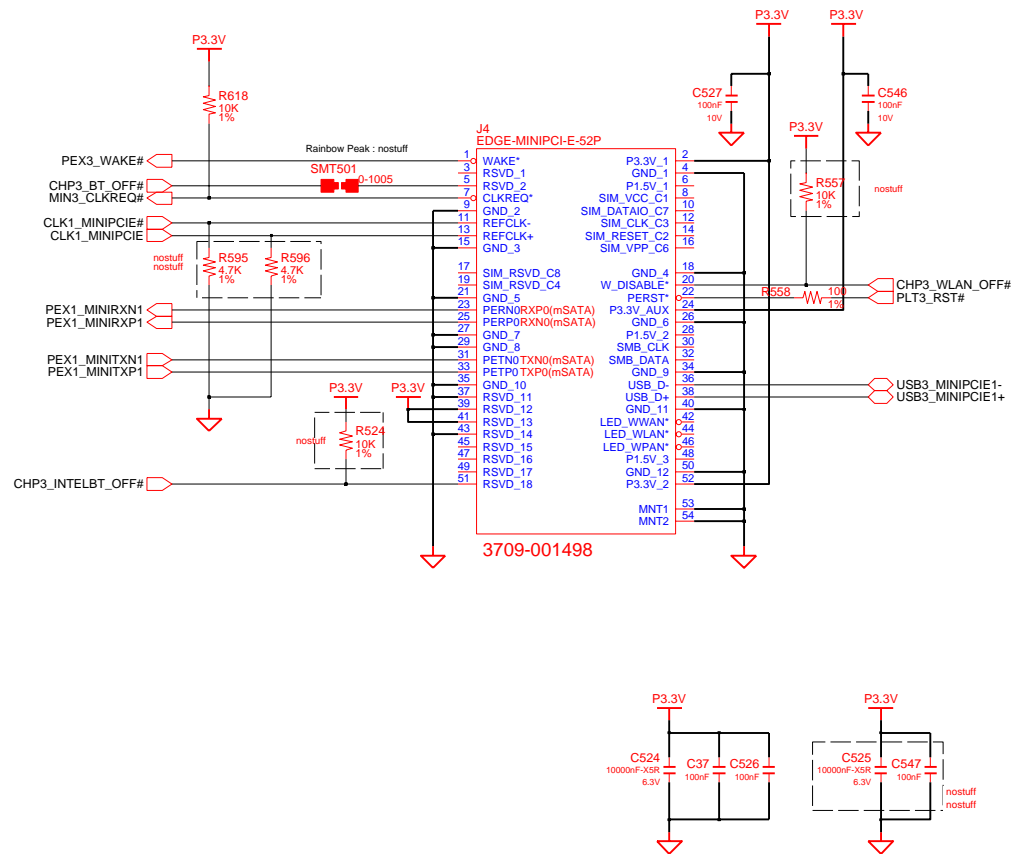 P3.3V P3.3V
P3.3V
R618
10K
1%
C527
100nF
10V
C546
100nF
10V
P3.3V
R557
10K
1%
nostuff
J4
EDGE-MINIPCI-E-52P
Rainbow Peak : nostuff
SMT501
0-1005
PEX3_WAKE# 1 WAKE* P3.3V_1 2
3 RSVD_1 GND_1 4
CHP3_BT_OFF# 5 RSVD_2 P1.5V_1 6
MIN3_CLKREQ# 7 CLKREQ* SIM_VCC_C1 8
9 GND_2 SIM_DATAIO_C7 10
CLK1_MINIPCIE# 11 REFCLK- SIM_CLK_C3 12
CLK1_MINIPCIE 13 REFCLK+ SIM_RESET_C2 14
15 GND_3 SIM_VPP_C6 16
nostuff
nostuff
R595
4.7K
1%
R596
4.7K
1%
17 SIM_RSVD_C8 GND_4 18
19 SIM_RSVD_C4 W_DISABLE* 20 CHP3_WLAN_OFF#
21 GND_5 PERST* 22 R558 100 1% PLT3_RST#
PEX1_MINIRXN1 23 PERN0 RXP0(mSATA) P3.3V_AUX 24
PEX1_MINIRXP1 25 PERP0 RXN0(mSATA) GND_6 26
27 GND_7 P1.5V_2 28
29 GND_8 SMB_CLK 30
PEX1_MINITXN1 31 PETN0 TXN0(mSATA) SMB_DATA 32
PEX1_MINITXP1 33 PETP0 TXP0(mSATA) GND_9 34
35 GND_10 USB_D- 36 USB3_MINIPCIE1-
37 RSVD_11 USB_D+ 38 USB3_MINIPCIE1+
39 RSVD_12 GND_11 40
41 RSVD_13 LED_WWAN* 42
43 RSVD_14 LED_WLAN* 44
45 RSVD_15 LED_WPAN* 46
47 RSVD_16 P1.5V_3 48
49 RSVD_17 GND_12 50
CHP3_INTELBT_OFF# 51 RSVD_18 P3.3V_2 52
MNT1 53
MNT2 54
P3.3V P3.3V
nostuff
R524
10K
1%
3709-001498
P3.3V
C524
10000nF-X5R
6.3V
C37
100nF
C526
100nF
P3.3V
C525
10000nF-X5R
6.3V
C547
100nF
nostuff
nostuff